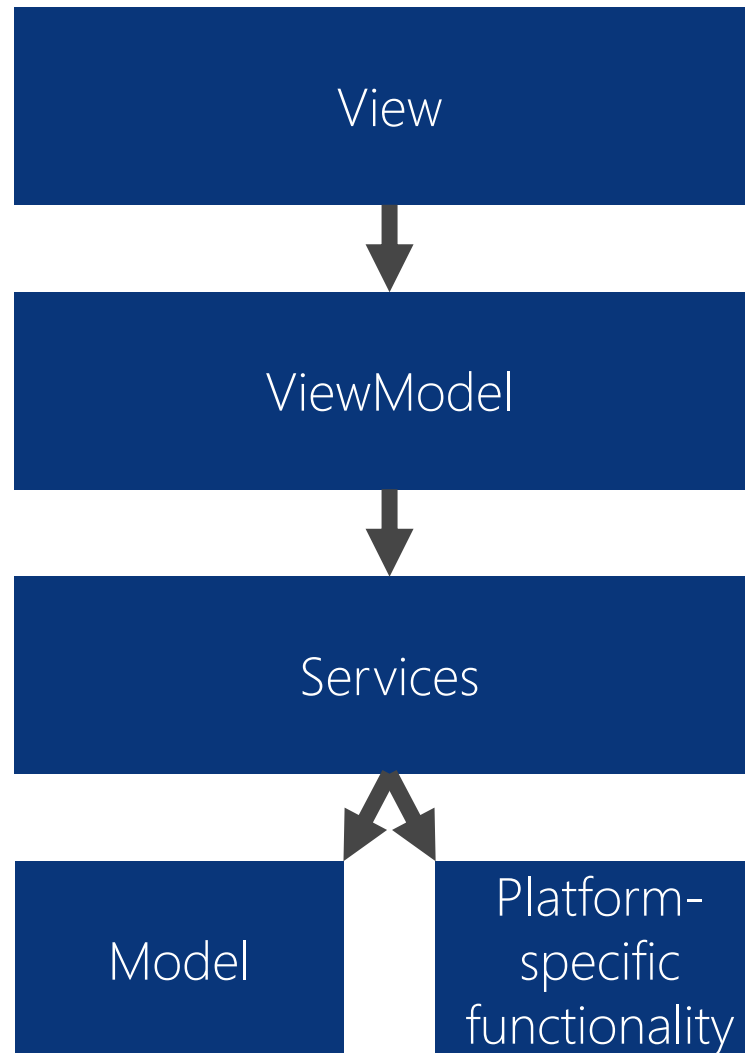 View
ViewModel
Services
Model
Platform-
specific
functionality